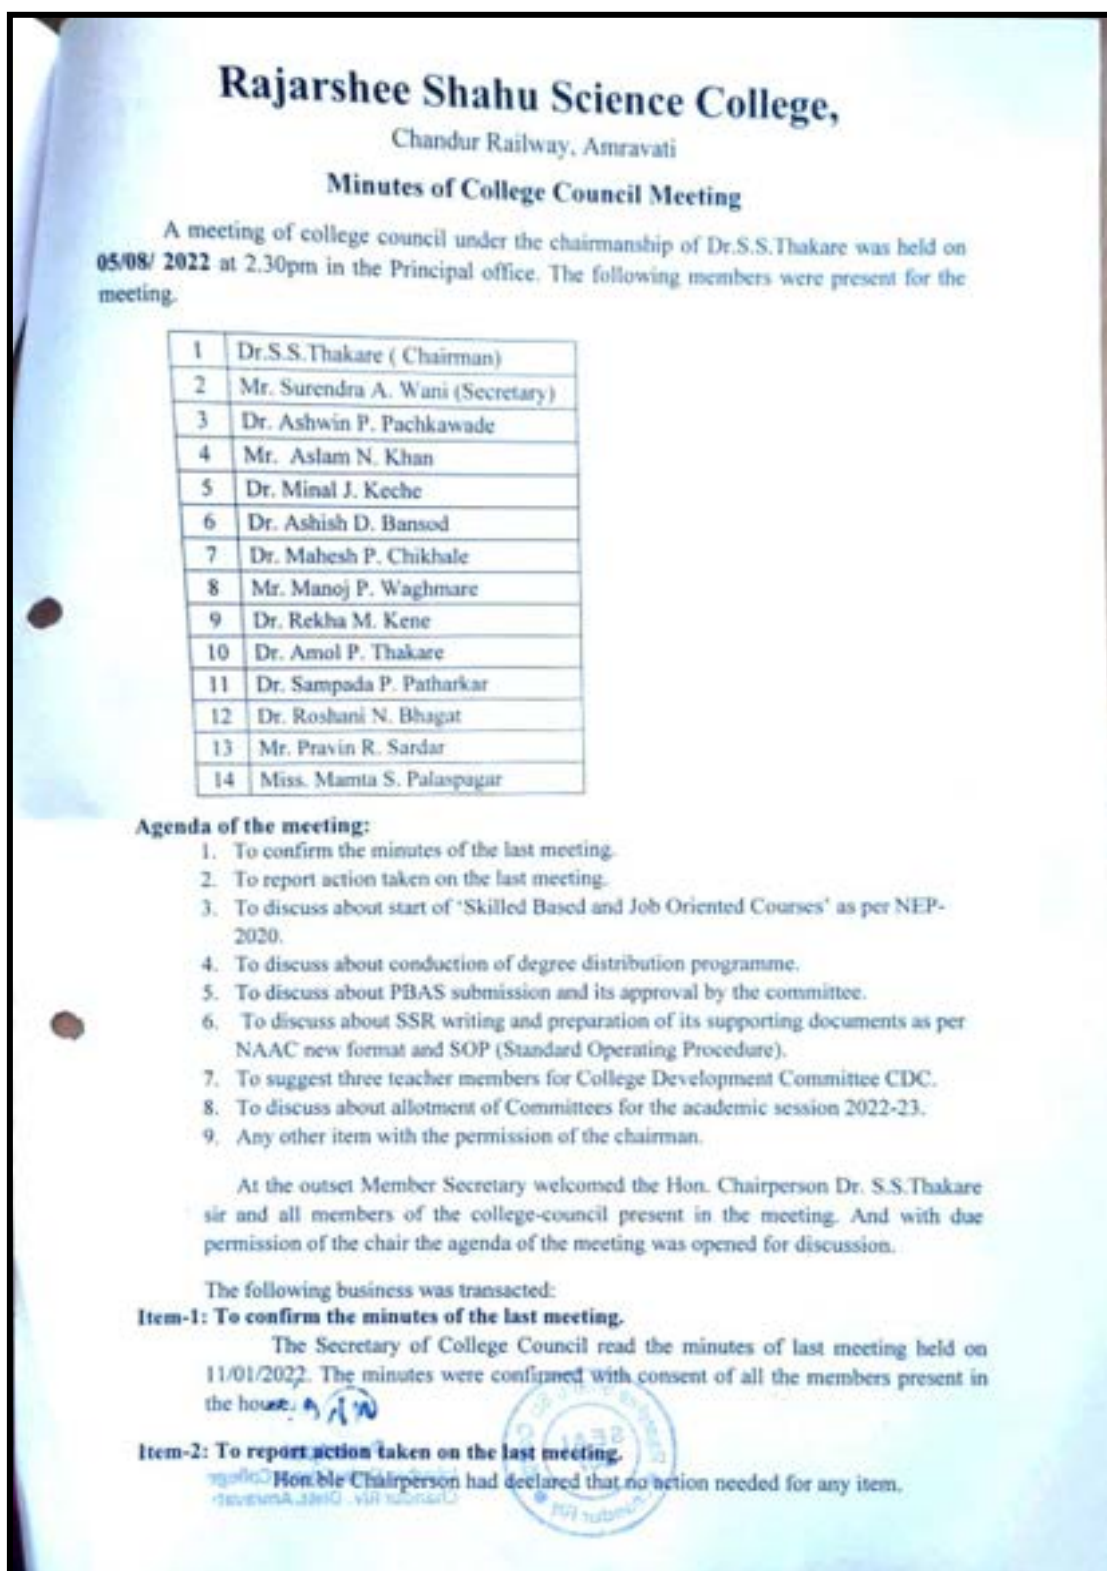 Rajarshee Shahu Science College,
Chandur Railway, Amravati
Minutes of College Council Meeting
A meeting of college council under the chairmanship of Dr.S.S.Thakare was held on
05/08/ 2022 at 2.30pm in the Principal office. The following members were present for the
meeting.
1 Dr.S.S.Thakare ( Chairman)
2 Mr. Surendra A. Wani (Secretary)
3 Dr. Ashwin P. Pachkawade
4 Mr. Aslam N. Khan
5 Dr. Minal J. Keche
6 Dr. Ashish D. Bansod
7 Dr. Mahesh P. Chikhale
8 Mr. Manoj P. Waghmare
9 Dr. Rekha M. Kene
10 Dr. Amol P. Thakare
11 Dr. Sampada P. Patharkar
12 Dr. Roshani N. Bhagat
13 Mr. Pravin R. Sardar
14 Miss. Mamta S. Palaspagar
Agenda of the meeting:
1. To confirm the minutes of the last meeting.
2. To report action taken on the last meeting.
3. To discuss about start of ‘Skilled Based and Job Oriented Courses’ as per NEP-
2020.
4. To discuss about conduction of degree distribution programme.
5. To discuss about PBAS submission and its approval by the committee.
6. To discuss about SSR writing and preparation of its supporting documents as per
NAAC new format and SOP (Standard Operating Procedure).
7. To suggest three teacher members for College Development Committee CDC.
8. To discuss about allotment of Committees for the academic session 2022-23.
9. Any other item with the permission of the chairman.
At the outset Member Secretary welcomed the Hon. Chairperson Dr. S.S.Thakare
sir and all members of the college-council present in the meeting. And with due
permission of the chair the agenda of the meeting was opened for discussion.
The following business was transacted:
Item-1: To confirm the minutes of the last meeting.
The Secretary of College Council read the minutes of last meeting held on
11/01/2022. The minutes were confirmed with consent of all the members present in
the house.
Item-2: To report action taken on the last meeting.
Hon'ble Chairperson had declared that no action needed for any item.